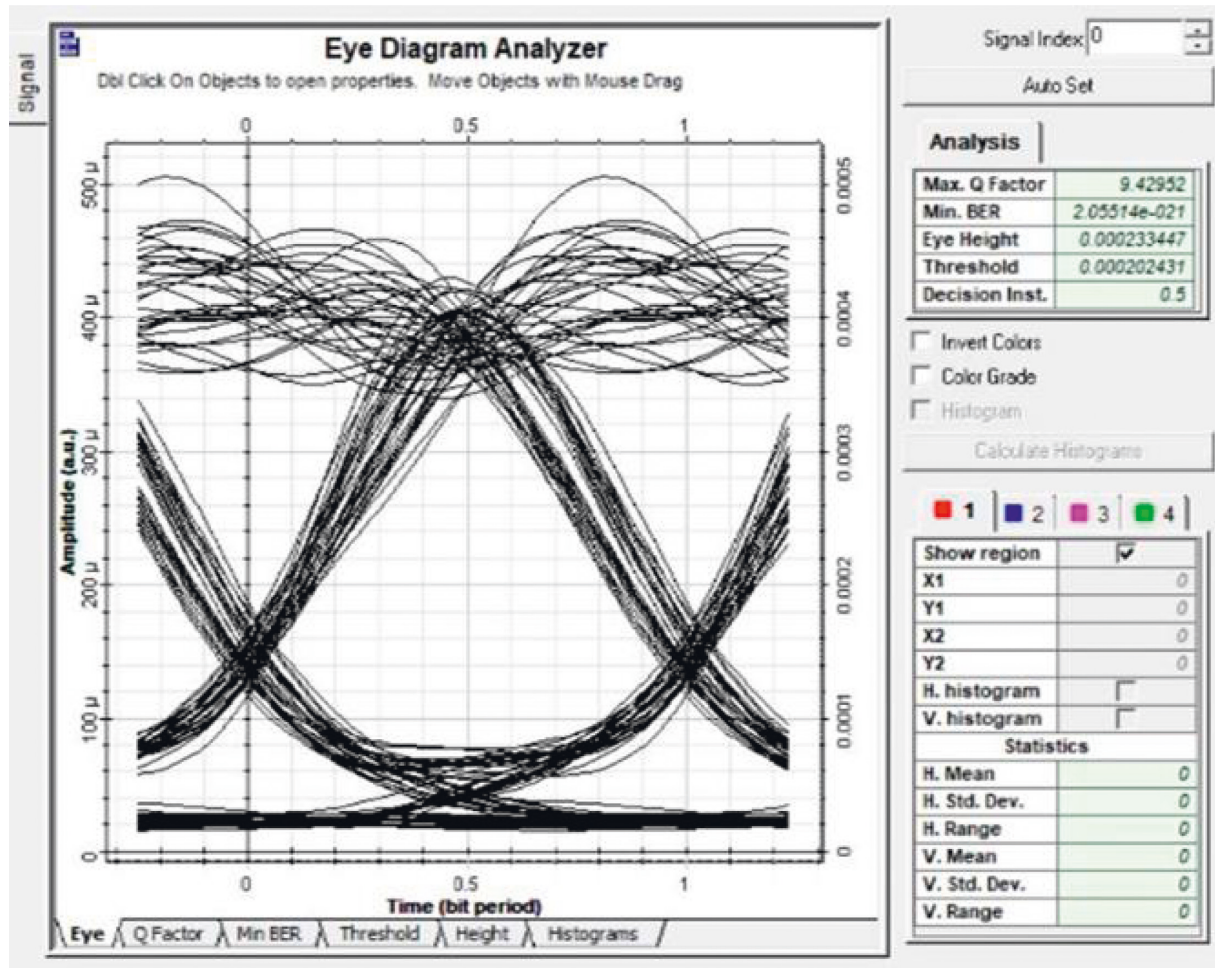 Signal
Eye Diagram Analyzer
Dbl Click On Objects to open properties. Move Objects with Mouse Drag
0 0.5 1
500 µ
400 µ
300 µ
200 µ
100 µ
0
Amplitude (a.u.)
0.0005
0.0004
0.0003
0.0002
0.0001
0
0 0.5 1
Time (bit period)
Eye Q Factor Min BER Threshold Height Histograms
Signal Index 0
Auto Set
Analysis
Max. Q Factor 9.42952
Min. BER 2.05514e-021
Eye Height 0.000233447
Threshold 0.000202431
Decision Inst. 0.5
Invert Colors
Color Grade
Histogram
Calculate Histograms
1 2 3 4
Show region
X1 0
Y1 0
X2 0
Y2 0
H. histogram
V. histogram
Statistics
H. Mean 0
H. Std. Dev. 0
H. Range 0
V. Mean 0
V. Std. Dev. 0
V. Range 0